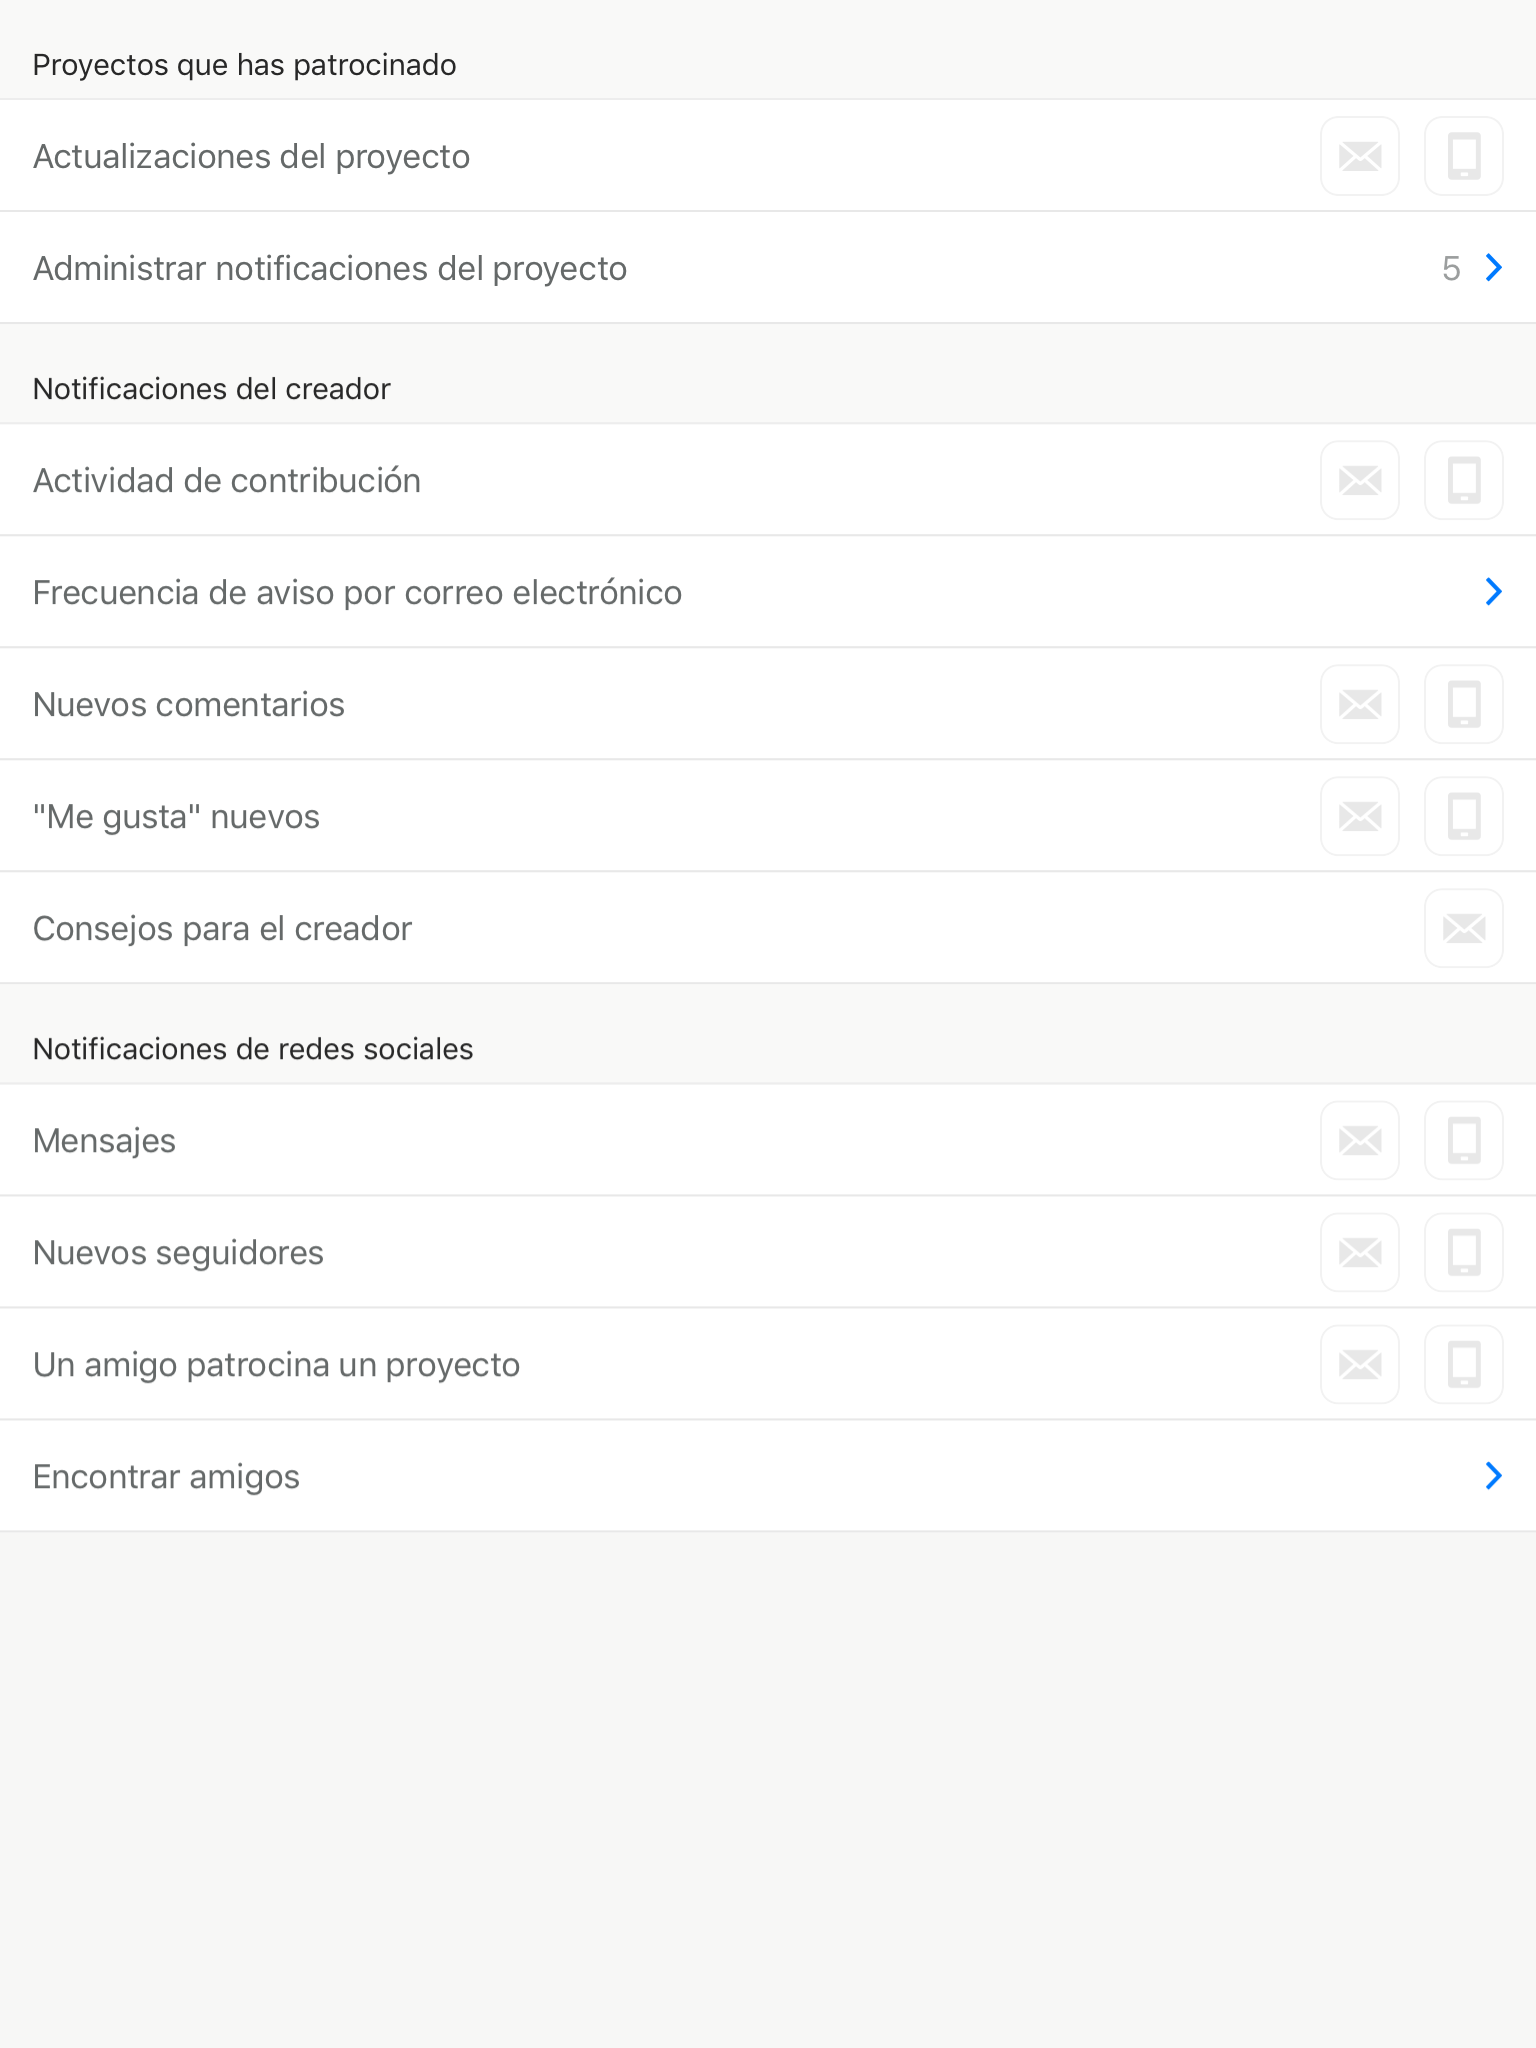 Proyectos que has patrocinado
Actualizaciones del proyecto
Administrar notificaciones del proyecto 5
Notificaciones del creador
Actividad de contribución
Frecuencia de aviso por correo electrónico
Nuevos comentarios
"Me gusta" nuevos
Consejos para el creador
Notificaciones de redes sociales
Mensajes
Nuevos seguidores
Un amigo patrocina un proyecto
Encontrar amigos